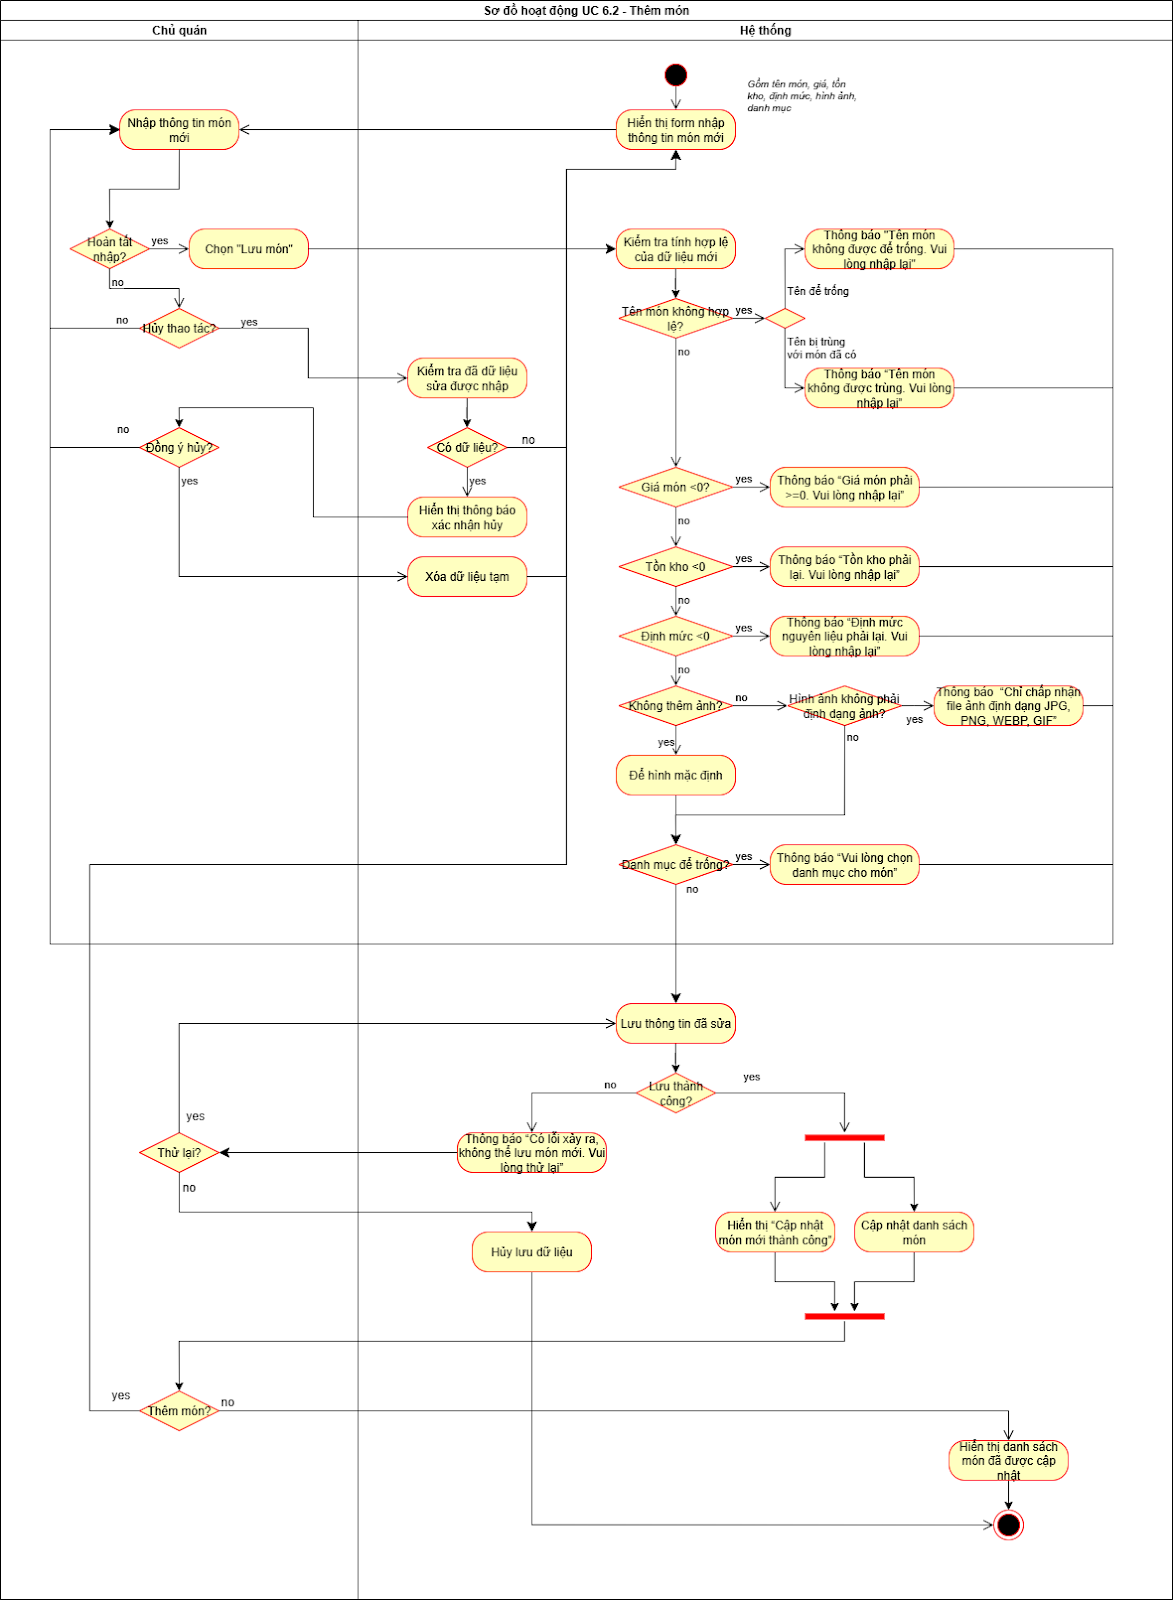 Sơ đồ hoạt động UC 6.2 - Thêm món
Chủ quán
Hệ thống
Gồm tên món, giá, tồn
kho, định mức, hình ảnh,
danh mục
Nhập thông tin món
mới
Hiển thị form nhập
thông tin món mới
Hoàn tất
nhập?
yes
Chọn "Lưu món"
Kiểm tra tính hợp lệ
của dữ liệu mới
Thông báo "Tên món
không được để trống. Vui
lòng nhập lại"
no
Tên để trống
Tên món không hợp
lệ?
yes
no
Hủy thao tác?
yes
Tên bị trùng
với món đã có
no
Kiểm tra đã dữ liệu
sửa được nhập
Thông báo “Tên món
không được trùng. Vui lòng
nhập lại”
no
Đồng ý hủy?
Có dữ liệu?
no
yes
yes
Giá món <0?
yes
Thông báo “Giá món phải
>=0. Vui lòng nhập lại”
Hiển thị thông báo
xác nhận hủy
no
Xóa dữ liệu tạm
Tồn kho <0
yes
Thông báo “Tồn kho phải
lại. Vui lòng nhập lại”
no
Định mức <0
yes
Thông báo “Định mức
nguyên liệu phải lại. Vui
lòng nhập lại”
no
Không thêm ảnh?
no
Hình ảnh không phải
định dạng ảnh?
yes
Thông báo “Chỉ chấp nhận
file ảnh định dạng JPG,
PNG, WEBP, GIF”
yes
no
Để hình mặc định
Danh mục để trống?
yes
Thông báo “Vui lòng chọn
danh mục cho món”
no
Lưu thông tin đã sửa
no
Lưu thành
công?
yes
yes
Thử lại?
Thông báo “Có lỗi xảy ra,
không thể lưu món mới. Vui
lòng thử lại”
no
Hủy lưu dữ liệu
Hiển thị “Cập nhật
món mới thành công”
Cập nhật danh sách
món
yes
Thêm món?
no
Hiển thị danh sách
món đã được cập
nhật